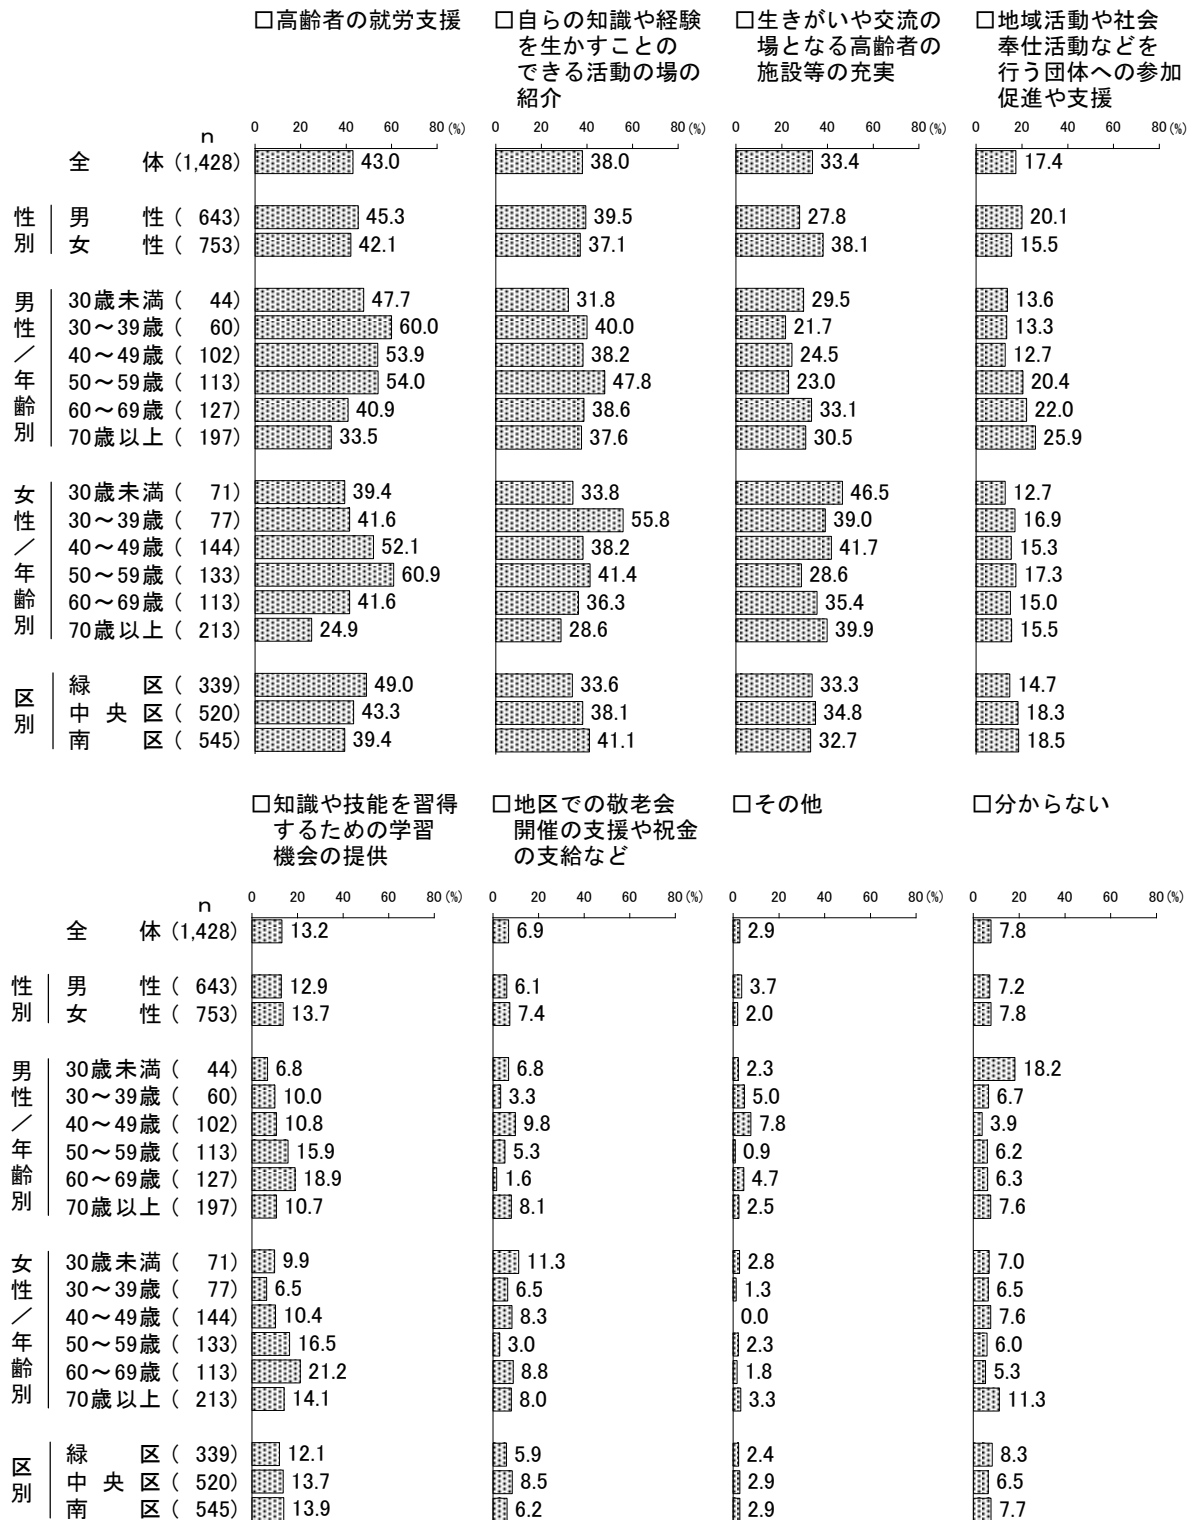 □高齢者の就労支援
□自らの知識や経験
を生かすことの
できる活動の場の
紹介
□生きがいや交流の
場となる高齢者の
施設等の充実
□地域活動や社会
奉仕活動などを
行う団体への参加
促進や支援
n 0 20 40 60 80(%) 0 20 40 60 80(%) 0 20 40 60 80(%) 0 20 40 60 80(%)
全体(1,428) 43.0 38.0 33.4 17.4
性別
男性( 643) 45.3 39.5 27.8 20.1
女性( 753) 42.1 37.1 38.1 15.5
男性/年齢別
30歳未満( 44) 47.7 31.8 29.5 13.6
30～39歳( 60) 60.0 40.0 21.7 13.3
40～49歳( 102) 53.9 38.2 24.5 12.7
50～59歳( 113) 54.0 47.8 23.0 20.4
60～69歳( 127) 40.9 38.6 33.1 22.0
70歳以上( 197) 33.5 37.6 30.5 25.9
女性/年齢別
30歳未満( 71) 39.4 33.8 46.5 12.7
30～39歳( 77) 41.6 55.8 39.0 16.9
40～49歳( 144) 52.1 38.2 41.7 15.3
50～59歳( 133) 60.9 41.4 28.6 17.3
60～69歳( 113) 41.6 36.3 35.4 15.0
70歳以上( 213) 24.9 28.6 39.9 15.5
区別
緑区( 339) 49.0 33.6 33.3 14.7
中央区( 520) 43.3 38.1 34.8 18.3
南区( 545) 39.4 41.1 32.7 18.5
□知識や技能を習得
するための学習
機会の提供
□地区での敬老会
開催の支援や祝金
の支給など
□その他
□分からない
n 0 20 40 60 80(%) 0 20 40 60 80(%) 0 20 40 60 80(%) 0 20 40 60 80(%)
全体(1,428) 13.2 6.9 2.9 7.8
性別
男性( 643) 12.9 6.1 3.7 7.2
女性( 753) 13.7 7.4 2.0 7.8
男性/年齢別
30歳未満( 44) 6.8 6.8 2.3 18.2
30～39歳( 60) 10.0 3.3 5.0 6.7
40～49歳( 102) 10.8 9.8 7.8 3.9
50～59歳( 113) 15.9 5.3 0.9 6.2
60～69歳( 127) 18.9 1.6 4.7 6.3
70歳以上( 197) 10.7 8.1 2.5 7.6
女性/年齢別
30歳未満( 71) 9.9 11.3 2.8 7.0
30～39歳( 77) 6.5 6.5 1.3 6.5
40～49歳( 144) 10.4 8.3 0.0 7.6
50～59歳( 133) 16.5 3.0 2.3 6.0
60～69歳( 113) 21.2 8.8 1.8 5.3
70歳以上( 213) 14.1 8.0 3.3 11.3
区別
緑区( 339) 12.1 5.9 2.4 8.3
中央区( 520) 13.7 8.5 2.9 6.5
南区( 545) 13.9 6.2 2.9 7.7